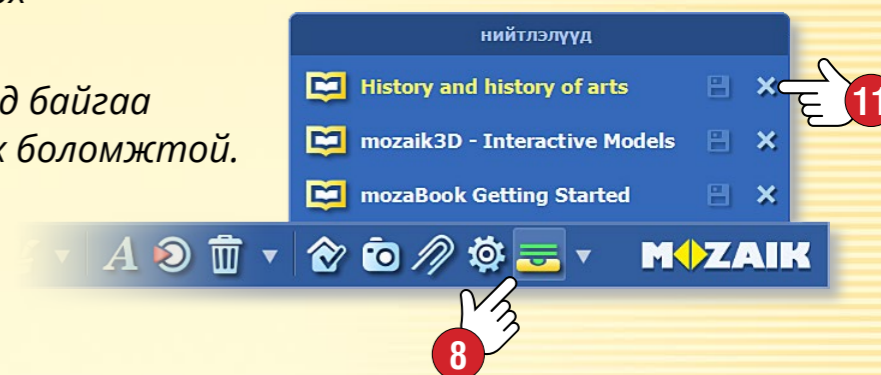 нийтлэлүүд
History and history of arts
11
д байгаа
боломжтой.
mozaik3D - Interactive Models
mozaBook Getting Started
A
MOZAIK
8